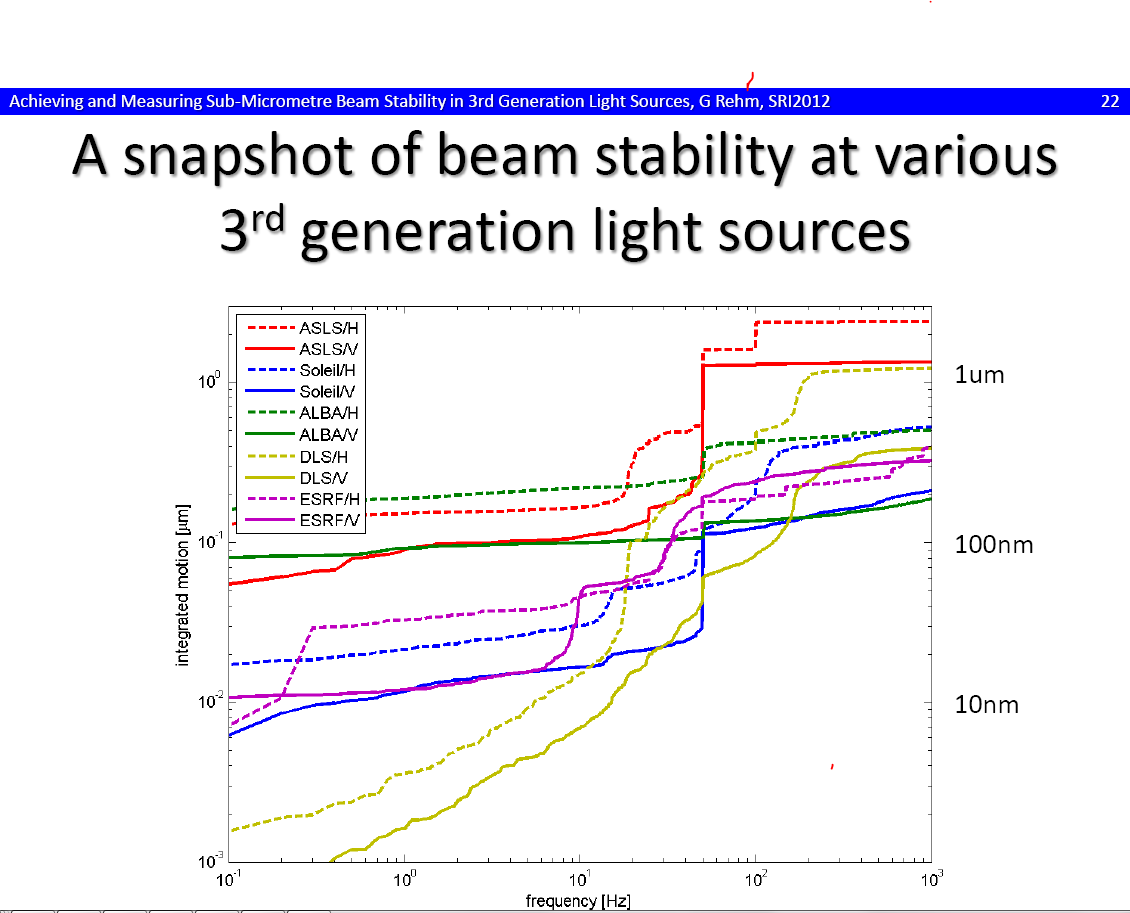 Achieving and Measuring Sub-Micrometre Beam Stability in 3rd Generation Light Sources, G Rehm, SRI2012 22
A snapshot of beam stability at various
3rd generation light sources
ASLS/H
ASLS/V
Soleil/H
Soleil/V
ALBA/H
ALBA/V
DLS/H
DLS/V
ESRF/H
ESRF/V
10^0
10^-1
10^-2
10^-3
integrated motion [µm]
1um
100nm
10nm
10^-1 10^0 10^1 10^2 10^3
frequency [Hz]